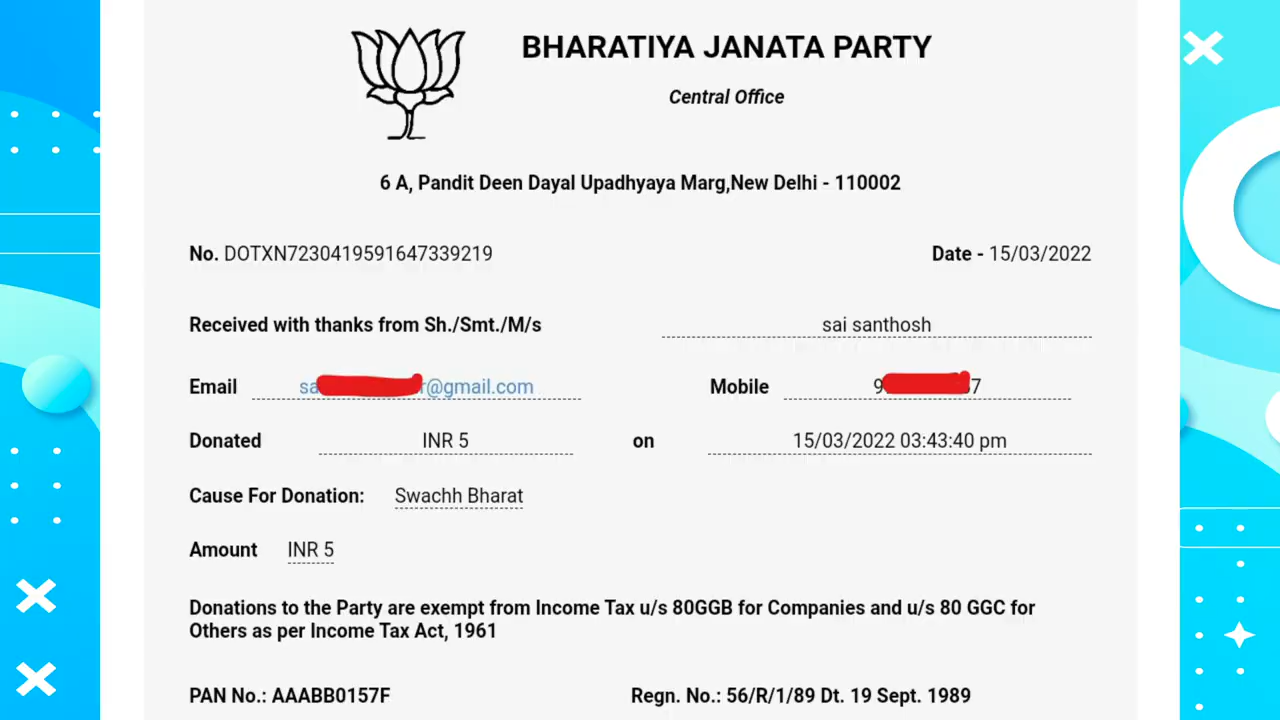 BHARATIYA JANATA PARTY
Central Office
6 A, Pandit Deen Dayal Upadhyaya Marg,New Delhi - 110002
No. DOTXN7230419591647339219 Date - 15/03/2022
Received with thanks from Sh./Smt./M/s sai santhosh
Email sa r@gmail.com Mobile 9 7
Donated INR 5 on 15/03/2022 03:43:40 pm
Cause For Donation: Swachh Bharat
Amount INR 5
Donations to the Party are exempt from Income Tax u/s 80GGB for Companies and u/s 80 GGC for
Others as per Income Tax Act, 1961
PAN No.: AAABB0157F Regn. No.: 56/R/1/89 Dt. 19 Sept. 1989